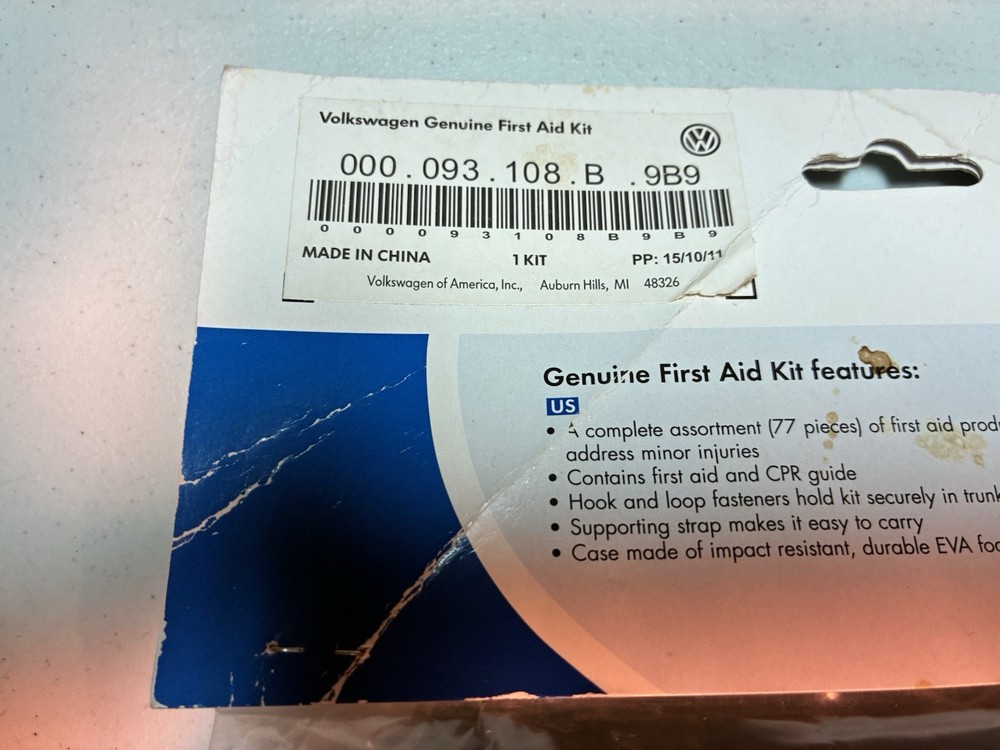 Volkswagen Genuine First Aid Kit
000.093.108.B .9B9
0 0 0 0 9 3 1 0 8 B 9 B 9
MADE IN CHINA 1 KIT PP: 15/10/11
Volkswagen of America, Inc., Auburn Hills, MI 48326
Genuine First Aid Kit features:
US
• A complete assortment (77 pieces) of first aid
address minor injuries
• Contains first aid and CPR guide
• Hook and loop fasteners hold kit securely in
• Supporting strap makes it easy to carry
• Case made of impact resistant, durable EVA